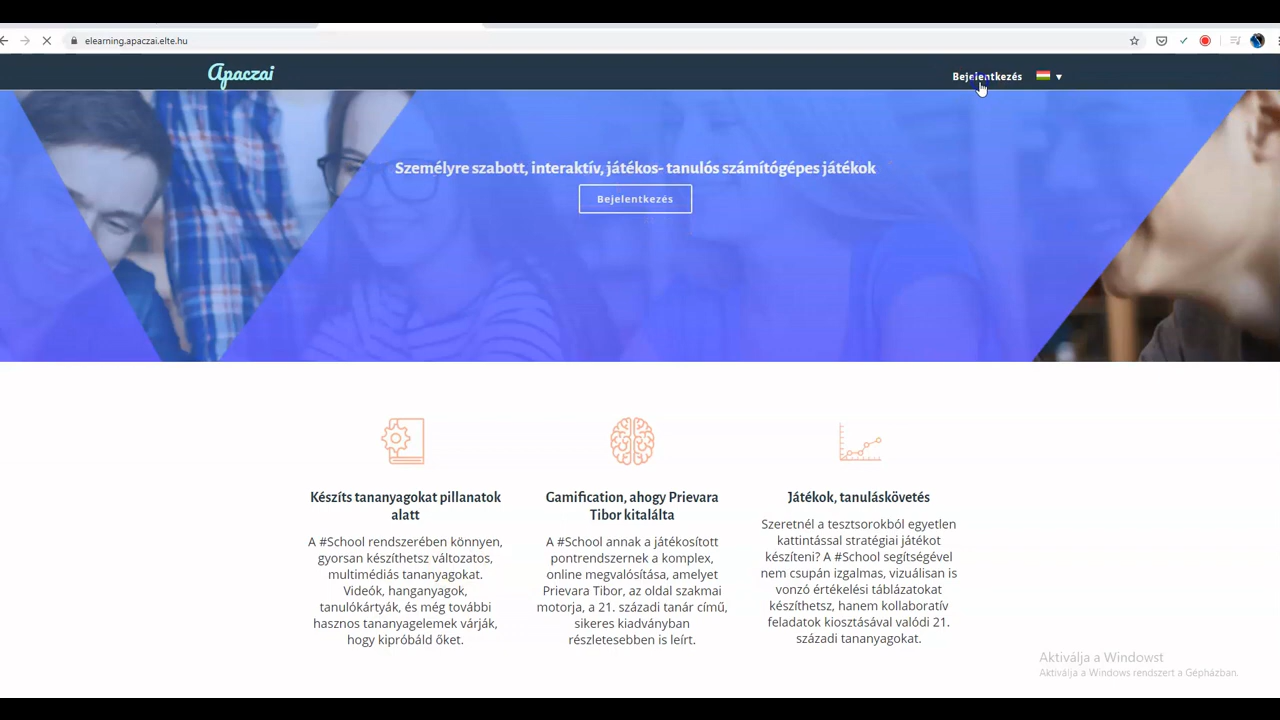 elearning.apaczai.elte.hu
Apaczai
Bejelentkezés
Személyre szabott, interaktív, játékos- tanulós számítógépes játékok
Bejelentkezés
Készíts tananyagokat pillanatok
alatt
A #School rendszerében könnyen,
gyorsan készíthetsz változatos,
multimédiás tananyagokat.
Videók, hanganyagok,
tanulókártyák, és még további
hasznos tananyagelemek várják,
hogy kipróbáld őket.
Gamification, ahogy Prievara
Tibor kitalálta
A #School annak a játékosított
pontrendszernek a komplex,
online megvalósítása, amelyet
Prievara Tibor, az oldal szakmai
motorja, a 21. századi tanár című,
sikeres kiadványban
részletesebben is leírt.
Játékok, tanuláskövetés
Szeretnél a tesztsorokból egyetlen
kattintással stratégiai játékot
készíteni? A #School segítségével
nem csupán izgalmas, vizuálisan is
vonzó értékelési táblázatokat
készíthetsz, hanem kollaboratív
feladatok kiosztásával valódi 21.
századi tananyagokat.
Aktiválja a Windowst
Aktiválja a Windows rendszert a Gépházban.